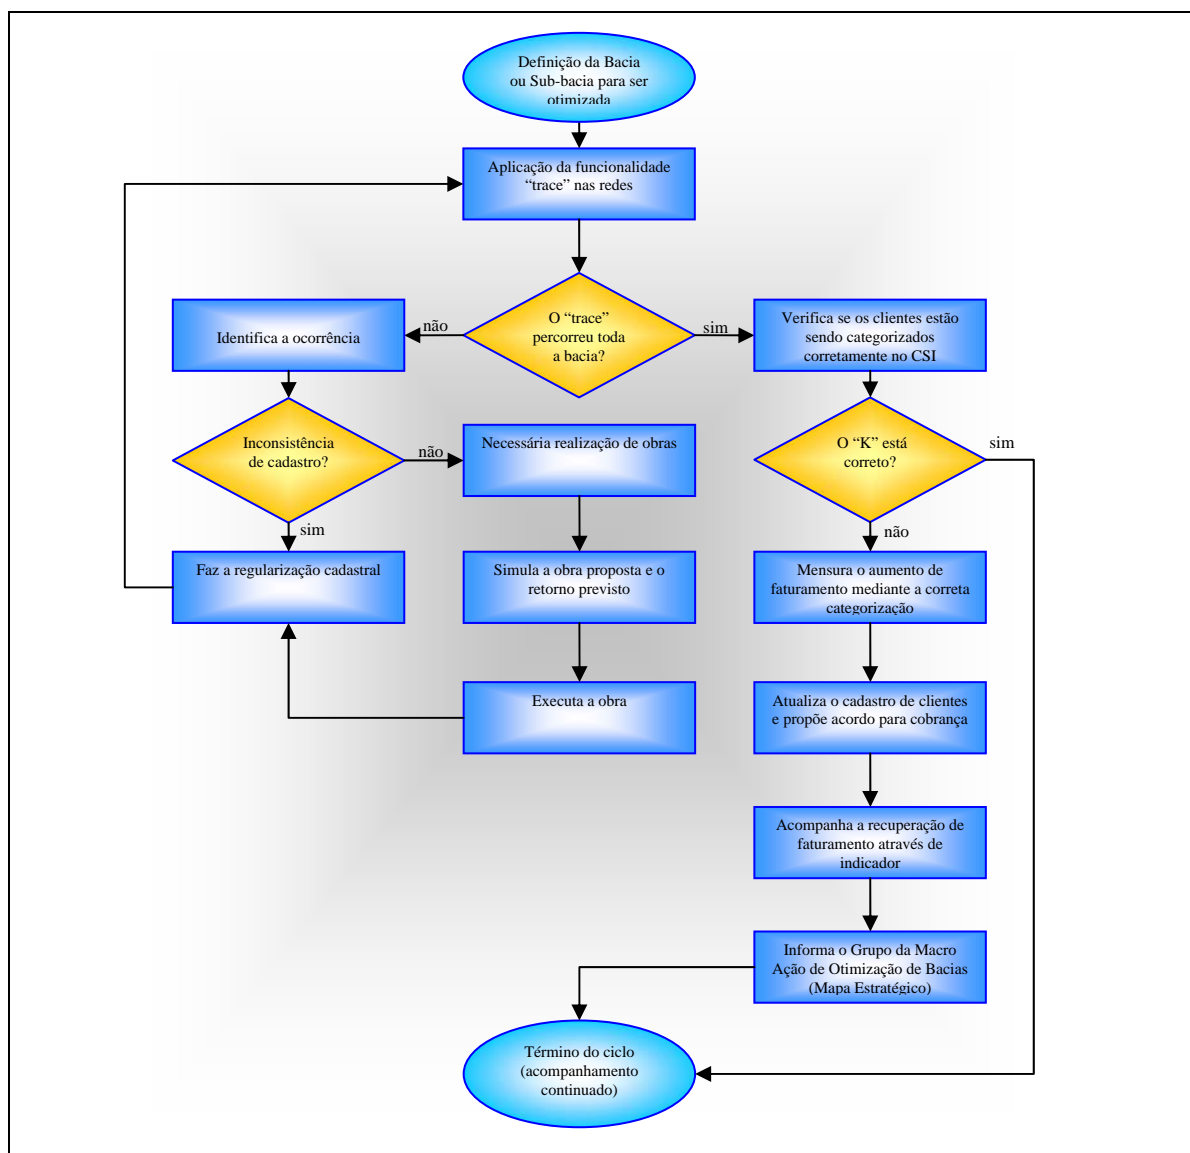 Definição da Bacia
ou Sub-bacia para ser
otimizada
Aplicação da funcionalidade
“trace” nas redes
O “trace”
percorreu toda
a bacia?
não
sim
Identifica a ocorrência
Verifica se os clientes estão
sendo categorizados
corretamente no CSI
Inconsistência
de cadastro?
não
sim
Necessária realização de obras
O “K” está
correto?
sim
não
Faz a regularização cadastral
Simula a obra proposta e o
retorno previsto
Mensura o aumento de
faturamento mediante a correta
categorização
Executa a obra
Atualiza o cadastro de clientes
e propõe acordo para cobrança
Acompanha a recuperação de
faturamento através de
indicador
Informa o Grupo da Macro
Ação de Otimização de Bacias
(Mapa Estratégico)
Término do ciclo
(acompanhamento
continuado)